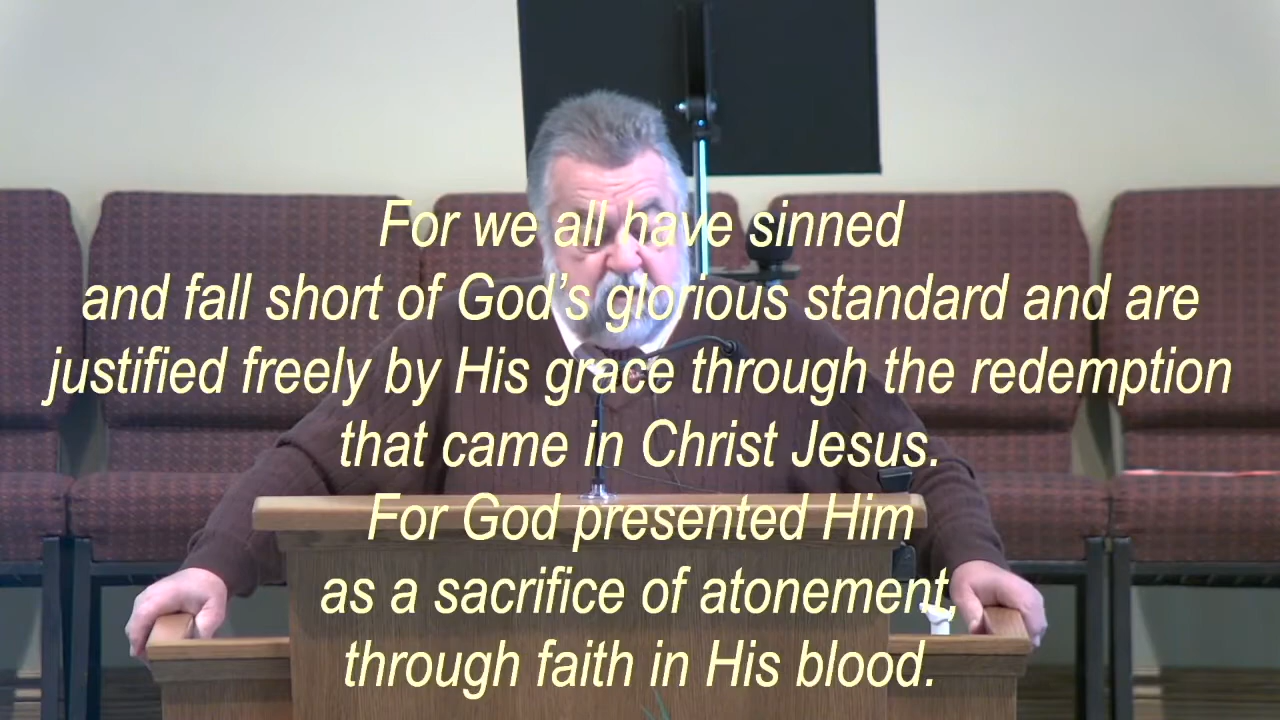 For we all have sinned
and fall short of God's glorious standard and are
justified freely by His grace through the redemption
that came in Christ Jesus.
For God presented Him
as a sacrifice of atonement,
through faith in His blood.